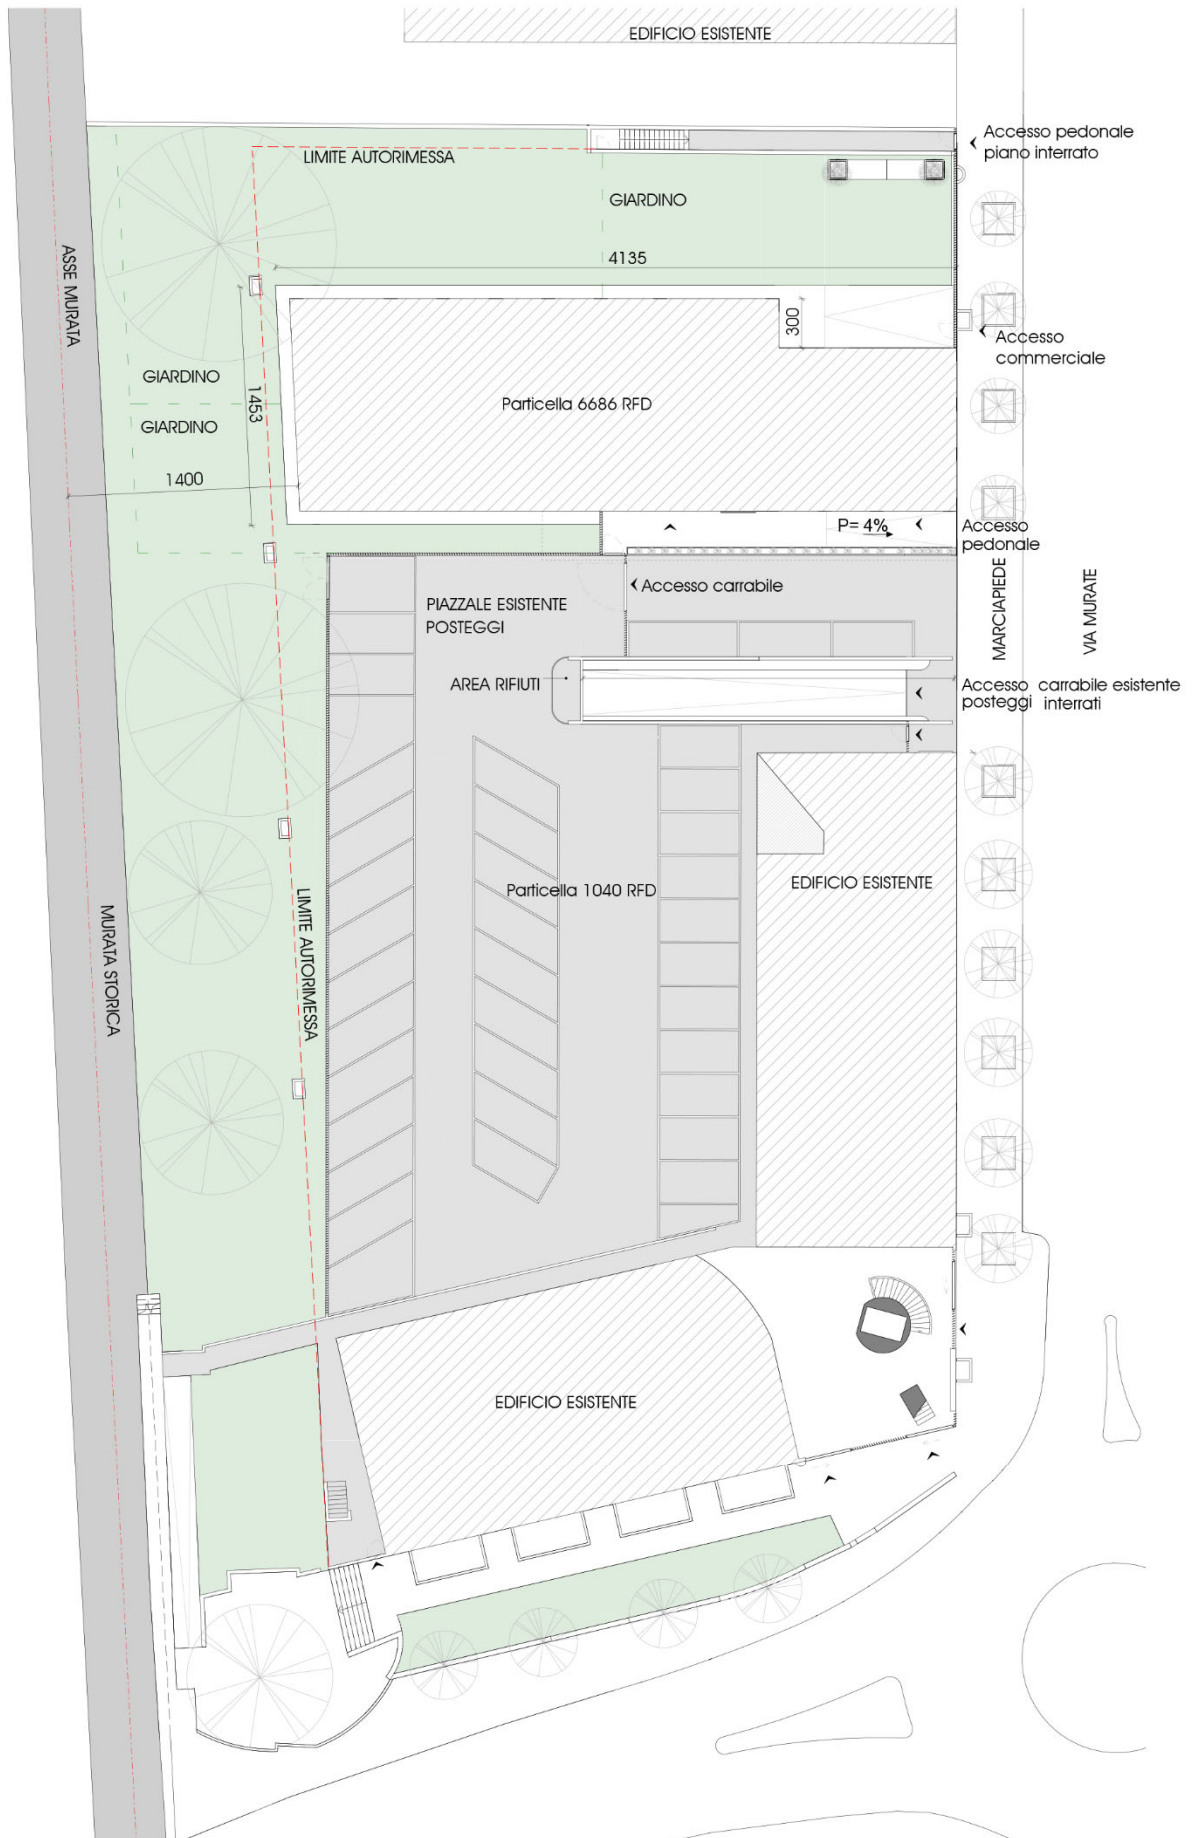 EDIFICIO ESISTENTE
Accesso pedonale
piano interrato
LIMITE AUTORIMESSA
GIARDINO
ASSE MURATA
4135
300
Accesso
commerciale
GIARDINO
1453
Particella 6686 RFD
GIARDINO
1400
P= 4%
Accesso
pedonale
MARCIAPIEDE
VIA MURATE
Accesso carrabile
PIAZZALE ESISTENTE
POSTEGGI
AREA RIFIUTI
Accesso carrabile esistente
posteggi interrati
EDIFICIO ESISTENTE
Particella 1040 RFD
LIMITE AUTORIMESSA
MURATA STORICA
EDIFICIO ESISTENTE